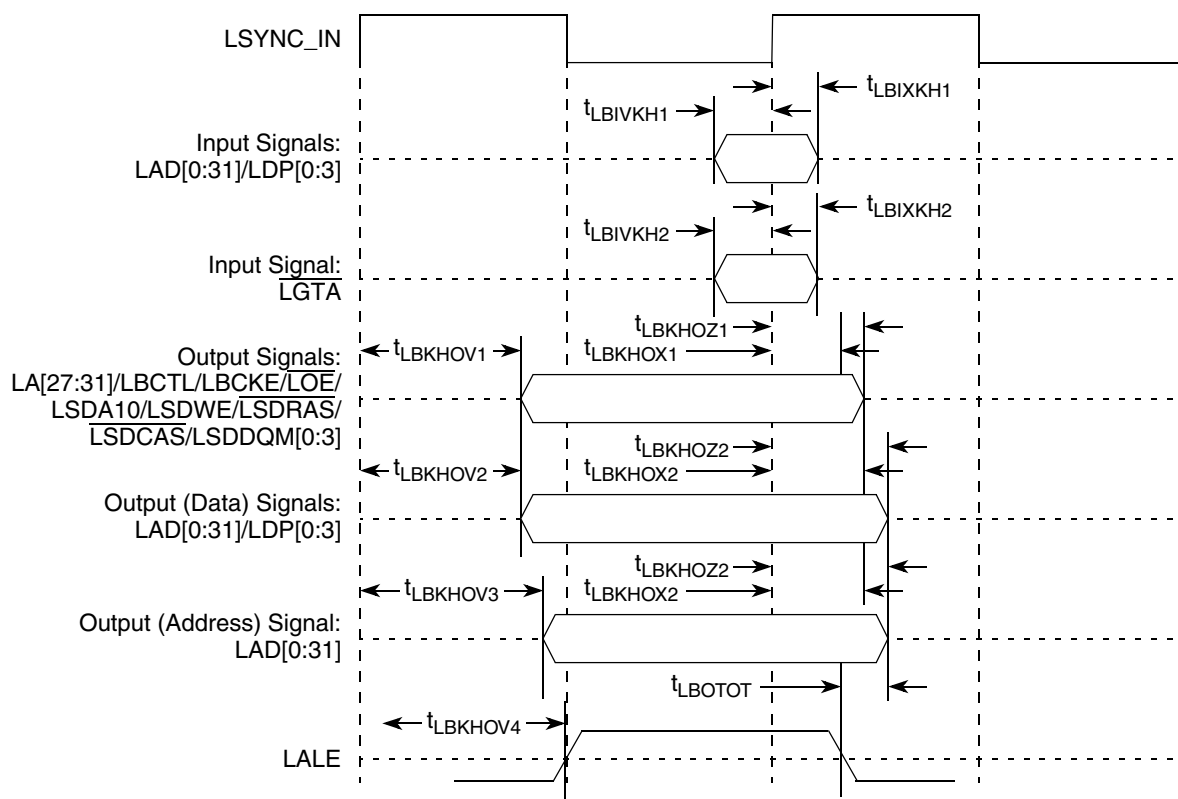 LSYNC_IN
tLBIXKH1
tLBIVKH1
Input Signals:
LAD[0:31]/LDP[0:3]
tLBIXKH2
tLBIVKH2
Input Signal:
LGTA
tLBKHOZ1
tLBKHOV1
tLBKHOX1
Output Signals:
LA[27:31]/LBCTL/LBCKE/LOE/
LSDA10/LSDWE/LSDRAS/
LSDCAS/LSDDQM[0:3]
tLBKHOZ2
tLBKHOV2
tLBKHOX2
Output (Data) Signals:
LAD[0:31]/LDP[0:3]
tLBKHOZ2
tLBKHOV3
tLBKHOX2
Output (Address) Signal:
LAD[0:31]
tLBOTOT
tLBKHOV4
LALE